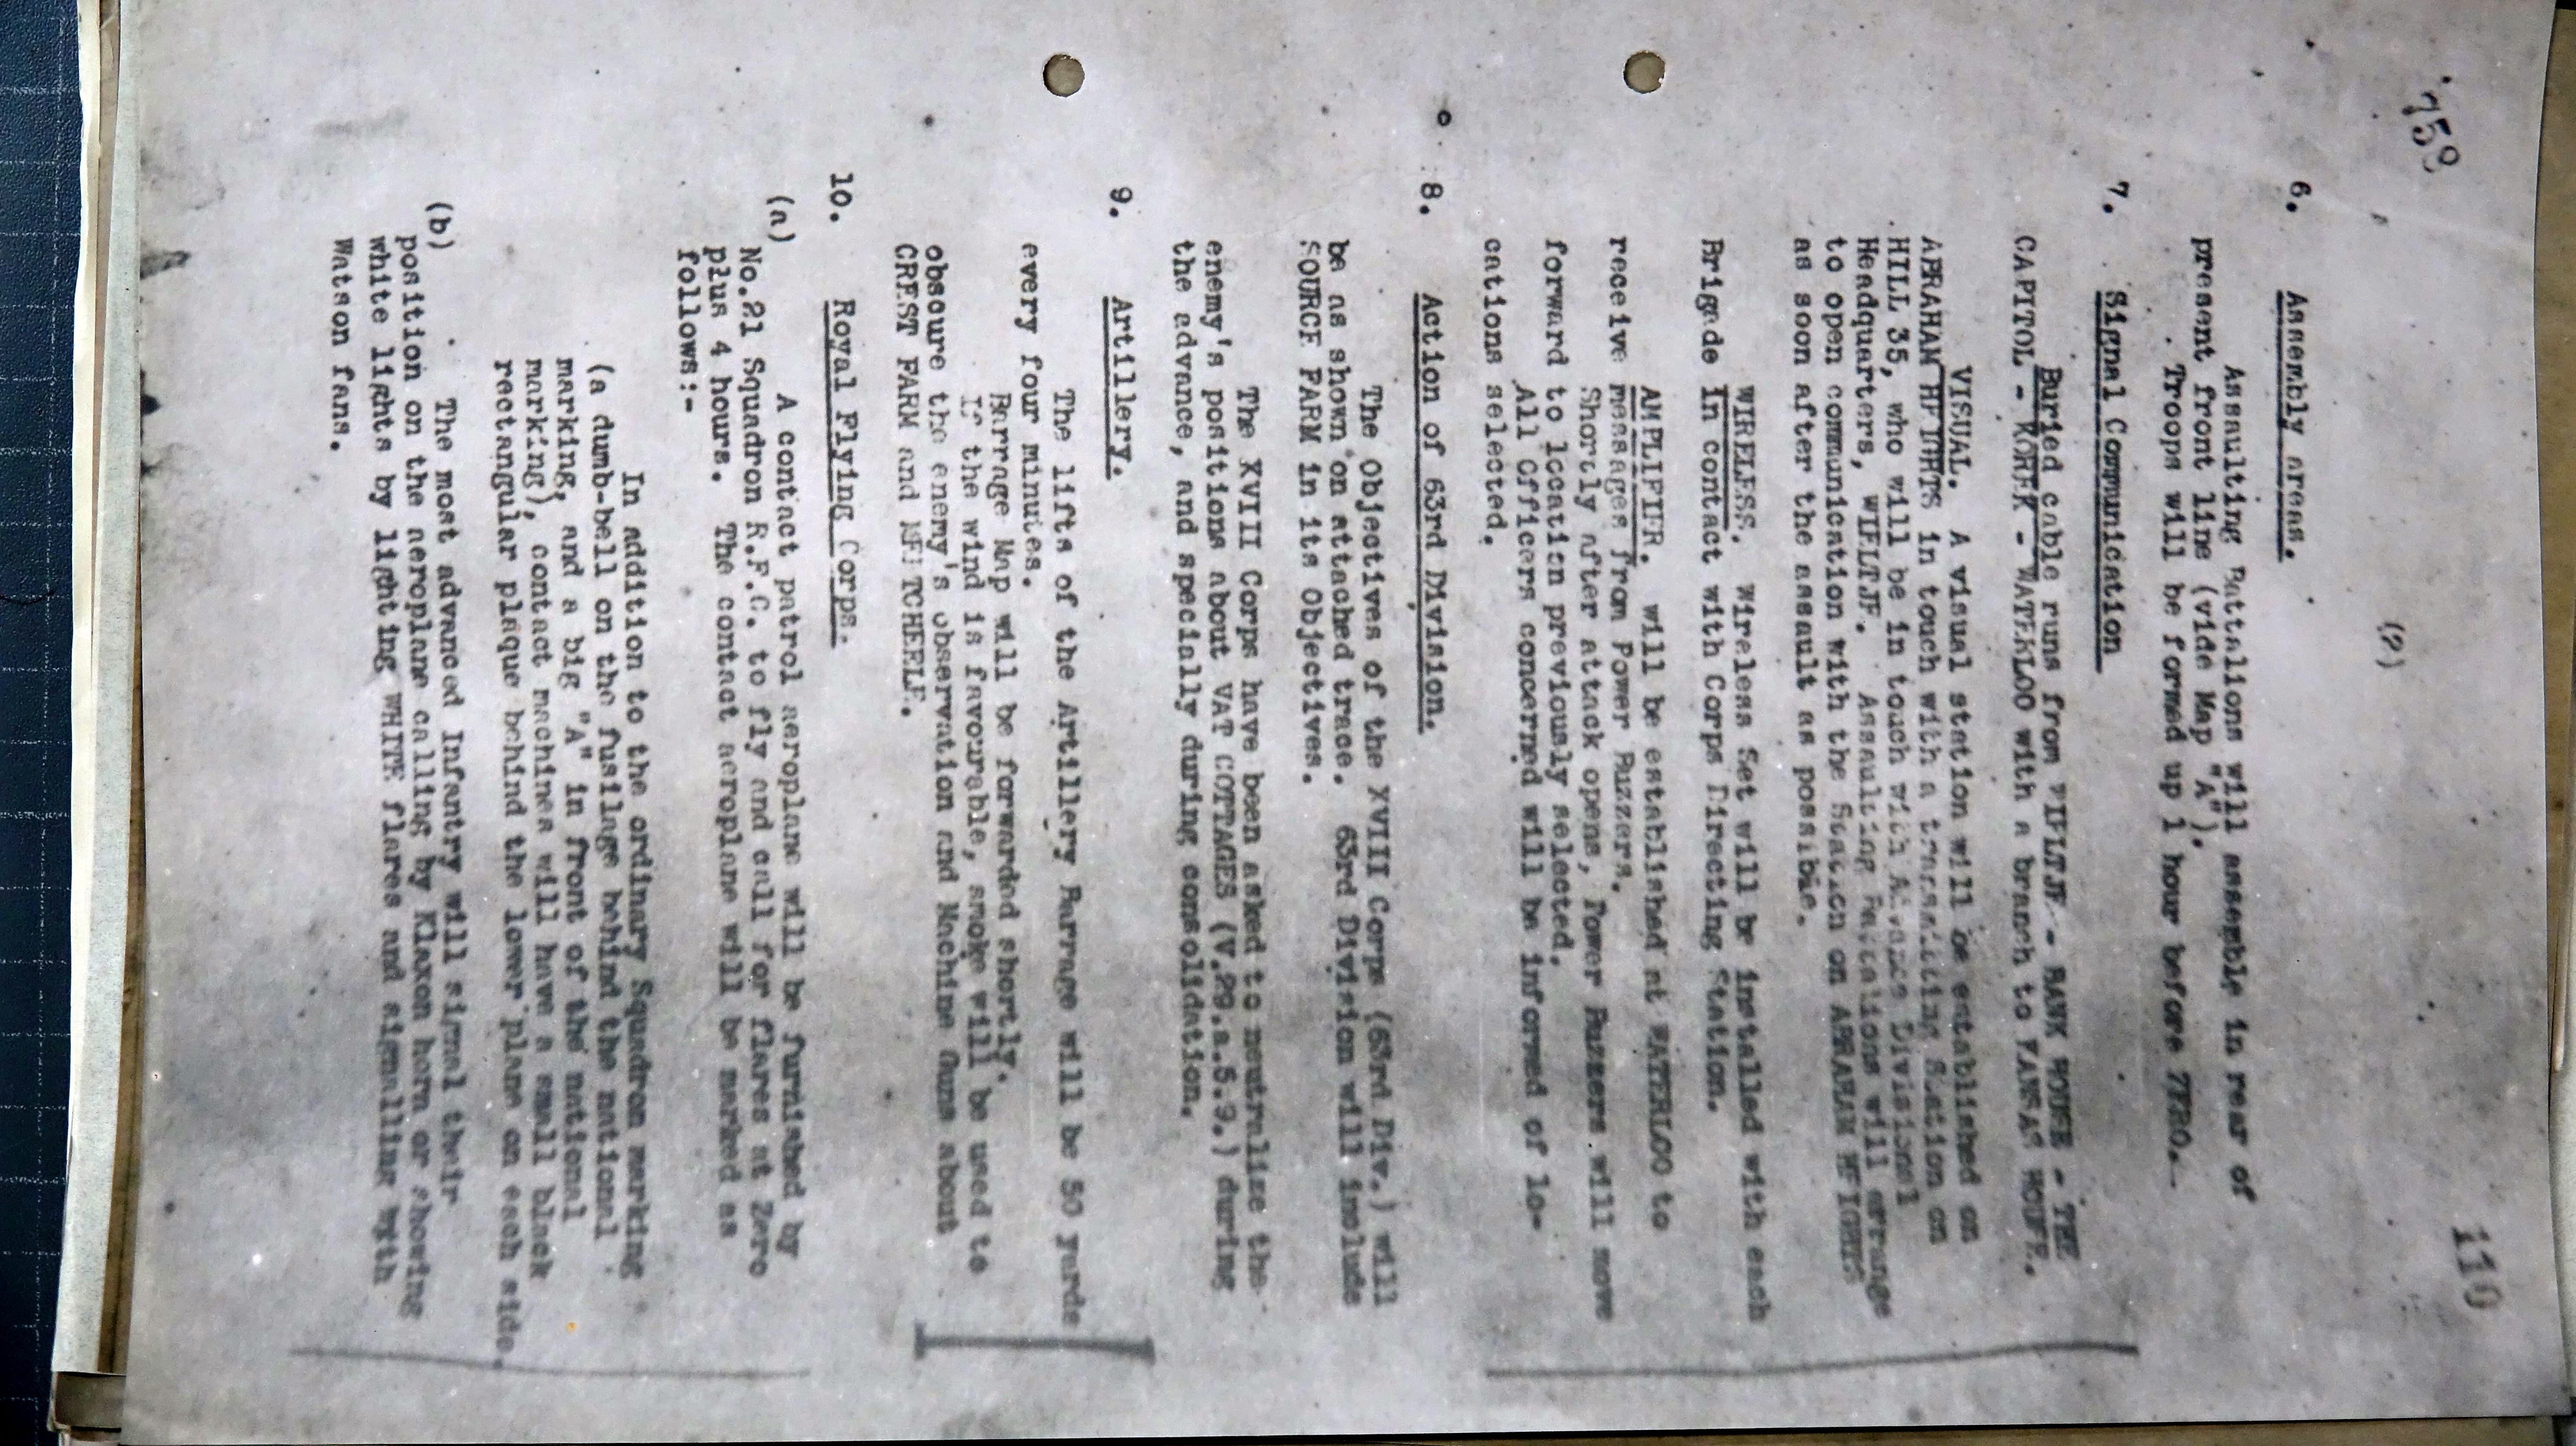 759
110
(2)
6. Assembly areas.
Assaulting Battalions will assemble in rear of
present front line (vide Map "A").
Troops will be formed up 1 hour before ZERO.
7. Signal Communication
Buried cable runs from WIELTJE - BANK HOUSE - THE
CAPITOL - KOREK - WATERLOO with a branch to KANSAS HOUSE.
VISUAL. A visual station will be established on
ABRAHAM HEIGHTS in touch with a transmitting Station on
HILL 35, who will be in touch with Advance Divisional
Headquarters, WIELTJE. Assaulting Battalions will arrange
to open communication with the Station on ABRAHAM HEIGHTS
as soon after the assault as possible.
WIRELESS. Wireless Set will be installed with each
Brigade in contact with Corps Directing Station.
AMPLIFIER. will be established at WATERLOO to
receive messages from Power Buzzers.
Shortly after attack opens, Power Buzzers will move
forward to location previously selected.
All Officers concerned will be informed of lo-
cations selected.
8. Action of 63rd Division.
The Objectives of the XVIII Corps (63rd Div.) will
be as shown on attached trace. 63rd Division will include
SOURCE FARM in its Objectives.
The XVIII Corps have been asked to neutralise the
enemy's positions about VAT COTTAGES (V.29.a.5.9.) during
the advance, and specially during consolidation.
9. Artillery.
The lifts of the Artillery Barrage will be 50 yards
every four minutes.
Barrage Map will be forwarded shortly.
If the wind is favourable, smoke will be used to
obscure the enemy's observation and Machine Guns about
CREST FARM and MEETCHEELE.
10. Royal Flying Corps.
(a) A contact patrol aeroplane will be furnished by
No.21 Squadron R.F.C. to fly and call for flares at Zero
plus 4 hours. The contact aeroplane will be marked as
follows:-
In addition to the ordinary Squadron marking
(a dumb-bell on the fusilage behind the national
marking, and a big "A" in front of the national
marking), contact machines will have a small black
rectangular plaque behind the lower plane on each side.
(b) The most advanced Infantry will signal their
position on the aeroplane calling by Klaxon horn or showing
white lights by lighting WHITE flares and signalling with
Watson fans.